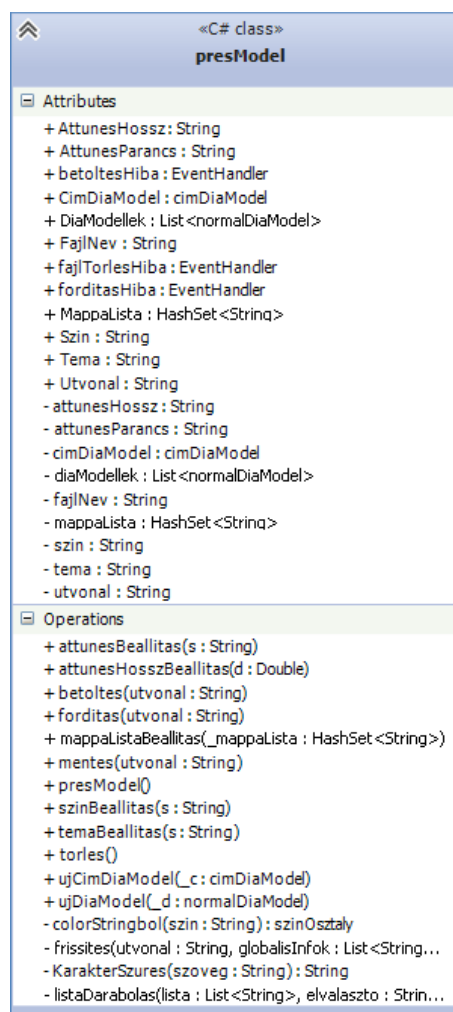 «C# class»
presModel
Attributes
+ AttunesHossz : String
+ AttunesParancs : String
+ betoltesHiba : EventHandler
+ CimDiaModel : cimDiaModel
+ DiaModellek : List<normalDiaModel>
+ FajlNev : String
+ fajlTorlesHiba : EventHandler
+ forditasHiba : EventHandler
+ MappaLista : HashSet<String>
+ Szin : String
+ Tema : String
+ Utvonal : String
- attunesHossz : String
- attunesParancs : String
- cimDiaModel : cimDiaModel
- diaModellek : List<normalDiaModel>
- fajlNev : String
- mappaLista : HashSet<String>
- szin : String
- tema : String
- utvonal : String
Operations
+ attunesBeallitas(s : String)
+ attunesHosszBeallitas(d : Double)
+ betoltes(utvonal : String)
+ forditas(utvonal : String)
+ mappaListaBeallitas(_mappaLista : HashSet<String>)
+ mentes(utvonal : String)
+ presModel()
+ szinBeallitas(s : String)
+ temaBeallitas(s : String)
+ torles()
+ ujCimDiaModel(_c : cimDiaModel)
+ ujDiaModel(_d : normalDiaModel)
- colorStringbol(szin : String) : szinOsztaly
- frissites(utvonal : String, globalisInfok : List<String...
- KarakterSzures(szoveg : String) : String
- listaDarabolas(lista : List<String>, elvalaszto : Strin...